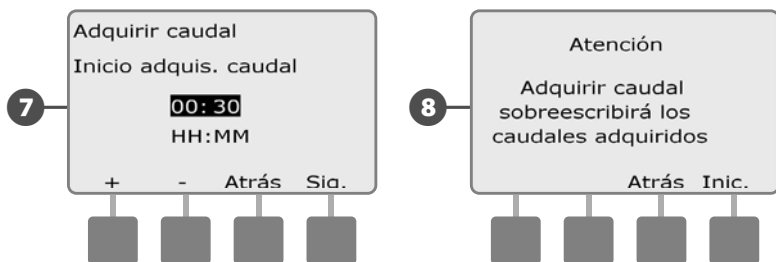 7
Adquirir caudal
Inicio adquis. caudal
00:30
HH:MM
+ - Atrás Sig.
8
Atención
Adquirir caudal
sobreescribirá los
caudales adquiridos
Atrás Inic.